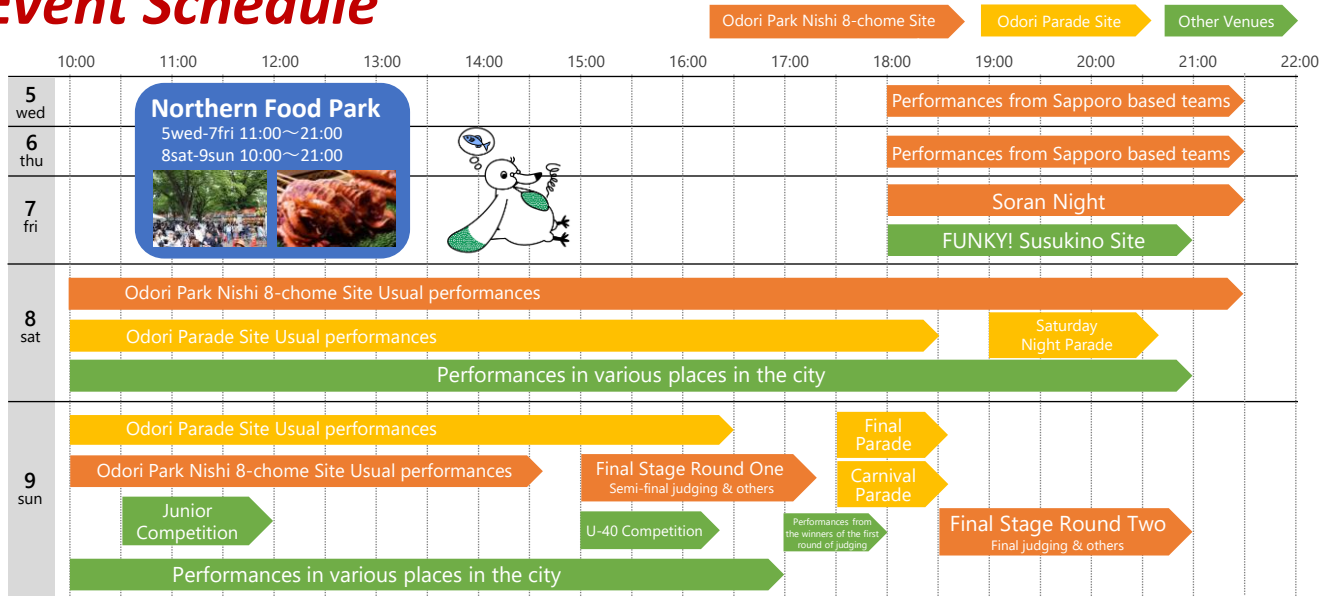 Event Schedule
Odori Park Nishi 8-chome Site
Odori Parade Site
Other Venues
10:00
11:00
12:00
13:00
14:00
15:00
16:00
17:00
18:00
19:00
20:00
21:00
22:00
5
wed
Northern Food Park
5wed-7fri 11:00～21:00
8sat-9sun 10:00～21:00
Performances from Sapporo based teams
6
thu
Performances from Sapporo based teams
7
fri
Soran Night
FUNKY! Susukino Site
8
sat
Odori Park Nishi 8-chome Site Usual performances
Odori Parade Site Usual performances
Saturday
Night Parade
Performances in various places in the city
9
sun
Odori Parade Site Usual performances
Final
Parade
Odori Park Nishi 8-chome Site Usual performances
Final Stage Round One
Semi-final judging & others
Carnival
Parade
Junior
Competition
U-40 Competition
Performances from
the winners of the first
round of judging
Final Stage Round Two
Final judging & others
Performances in various places in the city